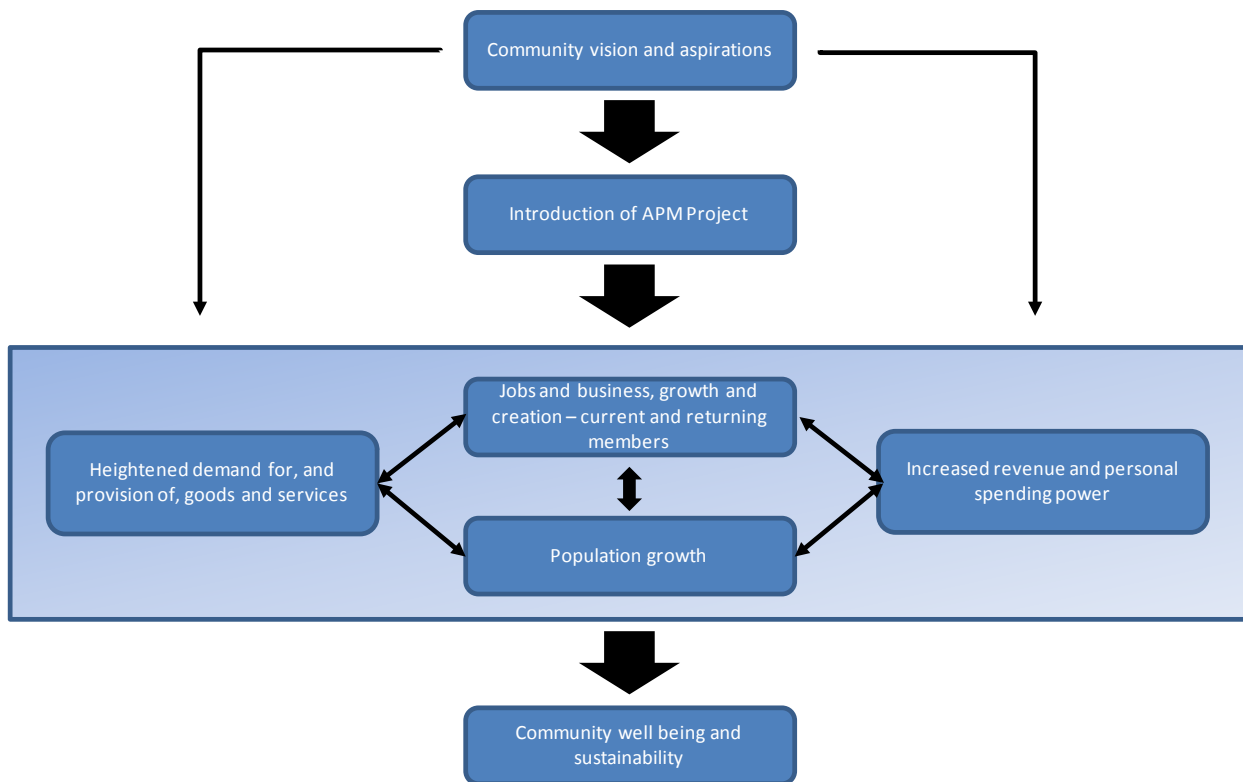 Community vision and aspirations
Introduction of APM Project
Jobs and business, growth and
creation – current and returning
members
Heightened demand for, and
provision of, goods and services
Increased revenue and personal
spending power
Population growth
Community well being and
sustainability